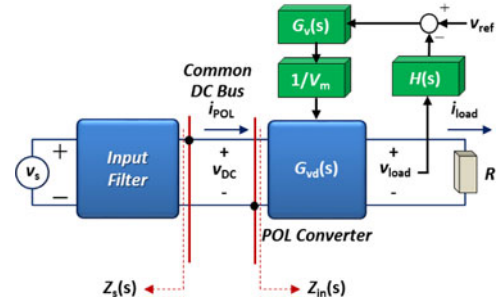 G_v(s)
+
−
v_ref
Common
DC Bus
1/V_m
H(s)
i_POL
i_load
v_s
+
−
Input
Filter
+
v_DC
-
G_vd(s)
+
v_load
-
R
POL Converter
Z_s(s)
Z_in(s)